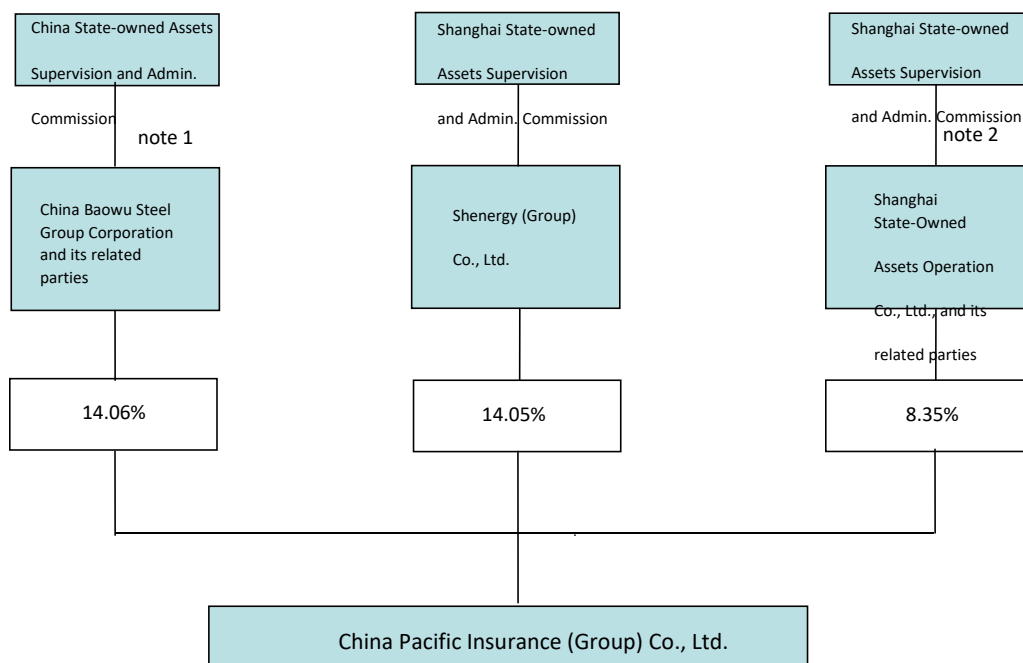 China State-owned Assets
Supervision and Admin.
Commission
Shanghai State-owned
Assets Supervision
and Admin. Commission
Shanghai State-owned
Assets Supervision
and Admin. Commission
note 1
note 2
China Baowu Steel
Group Corporation
and its related
parties
Shenergy (Group)
Co., Ltd.
Shanghai
State-Owned
Assets Operation
Co., Ltd., and its
related parties
14.06%
14.05%
8.35%
China Pacific Insurance (Group) Co., Ltd.